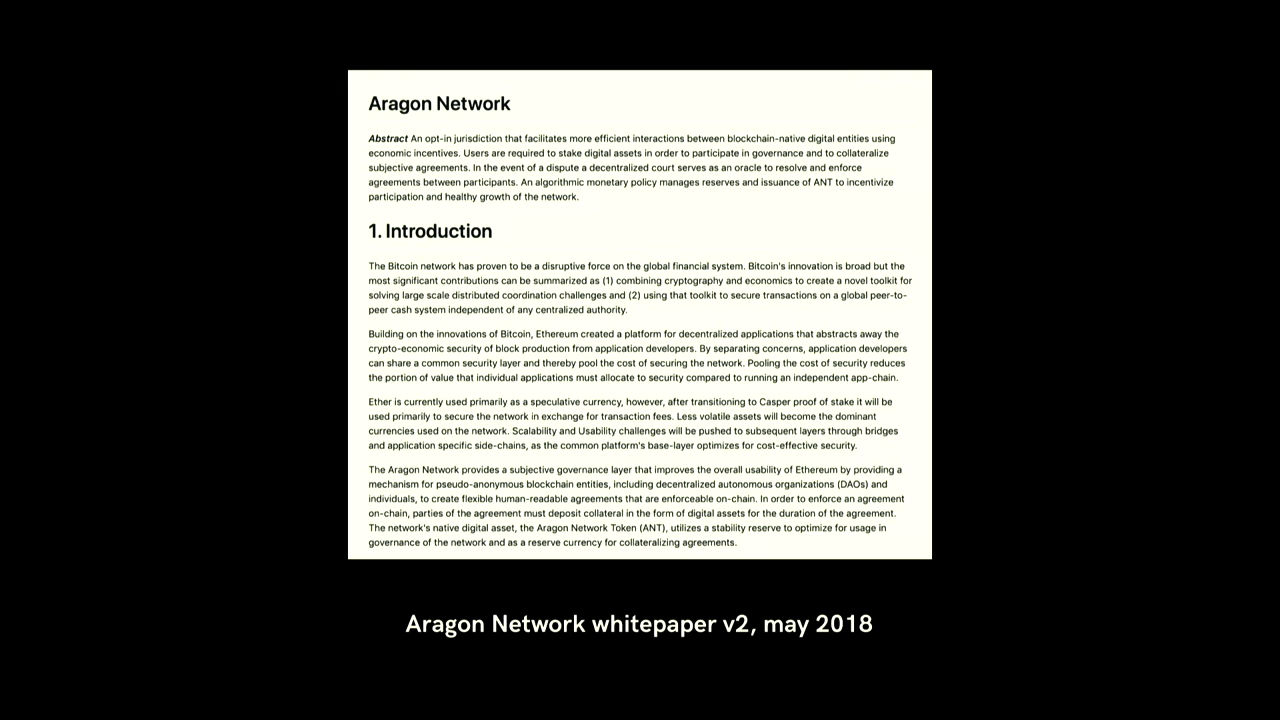 Aragon Network
Abstract An opt-in jurisdiction that facilitates more efficient interactions between blockchain-native digital entities using
economic incentives. Users are required to stake digital assets in order to participate in governance and to collateralize
subjective agreements. In the event of a dispute a decentralized court serves as an oracle to resolve and enforce
agreements between participants. An algorithmic monetary policy manages reserves and issuance of ANT to incentivize
participation and healthy growth of the network.
1. Introduction
The Bitcoin network has proven to be a disruptive force on the global financial system. Bitcoin's innovation is broad but the
most significant contributions can be summarized as (1) combining cryptography and economics to create a novel toolkit for
solving large scale distributed coordination challenges and (2) using that toolkit to secure transactions on a global peer-to-
peer cash system independent of any centralized authority.
Building on the innovations of Bitcoin, Ethereum created a platform for decentralized applications that abstracts away the
crypto-economic security of block production from application developers. By separating concerns, application developers
can share a common security layer and thereby pool the cost of securing the network. Pooling the cost of security reduces
the portion of value that individual applications must allocate to security compared to running an independent app-chain.
Ether is currently used primarily as a speculative currency, however, after transitioning to Casper proof of stake it will be
used primarily to secure the network in exchange for transaction fees. Less volatile assets will become the dominant
currencies used on the network. Scalability and Usability challenges will be pushed to subsequent layers through bridges
and application specific side-chains, as the common platform's base-layer optimizes for cost-effective security.
The Aragon Network provides a subjective governance layer that improves the overall usability of Ethereum by providing a
mechanism for pseudo-anonymous blockchain entities, including decentralized autonomous organizations (DAOs) and
individuals, to create flexible human-readable agreements that are enforceable on-chain. In order to enforce an agreement
on-chain, parties of the agreement must deposit collateral in the form of digital assets for the duration of the agreement.
The network's native digital asset, the Aragon Network Token (ANT), utilizes a stability reserve to optimize for usage in
governance of the network and as a reserve currency for collateralizing agreements.
Aragon Network whitepaper v2, may 2018